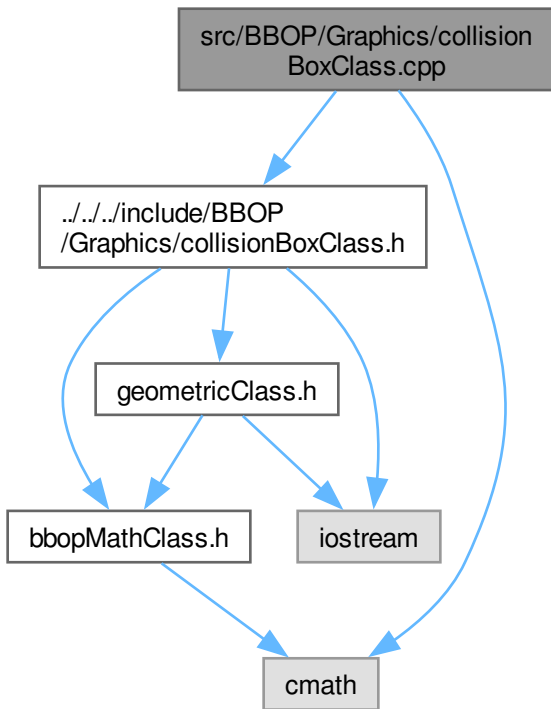 src/BBOP/Graphics/collision
BoxClass.cpp
../../../include/BBOP
/Graphics/collisionBoxClass.h
geometricClass.h
bbopMathClass.h
iostream
cmath